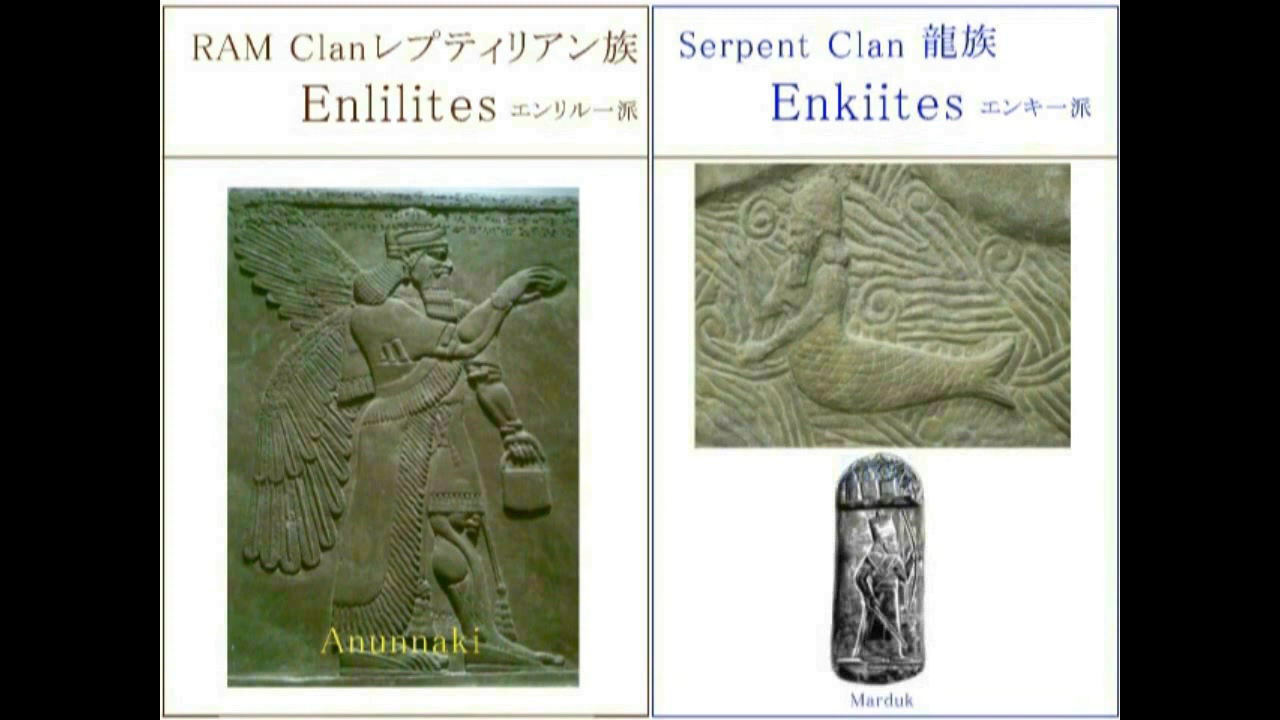 RAM Clanレプティリアン族
Enlilites エンリル一派
Anunnaki
Serpent Clan 龍族
Enkiites エンキ一派
Marduk